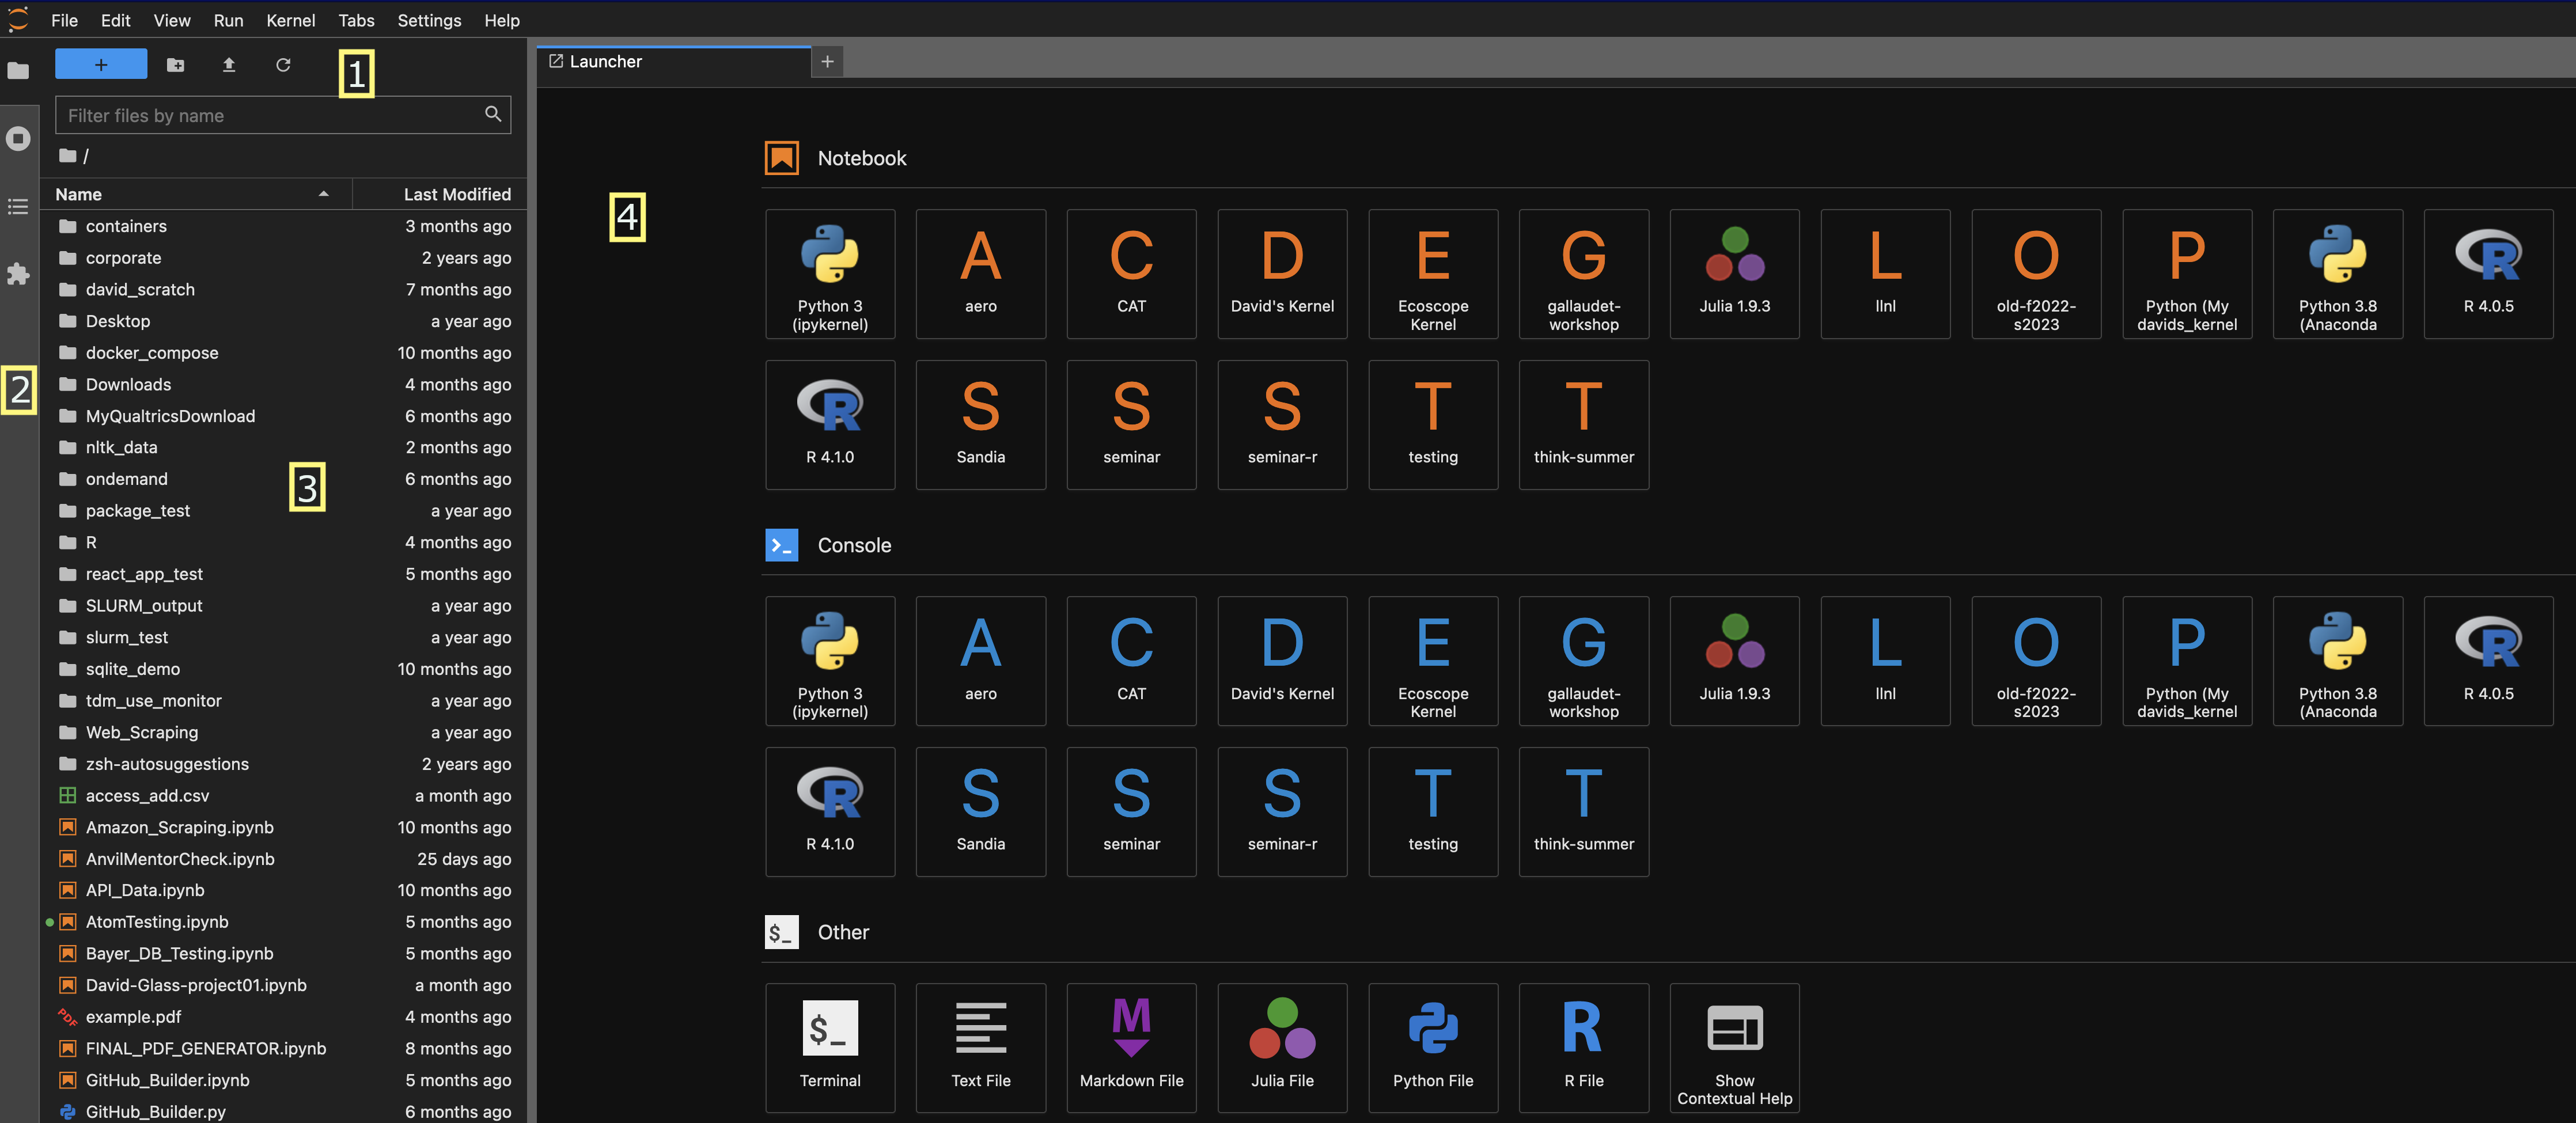 File Edit View Run Kernel Tabs Settings Help
+
1
Filter files by name
/
Name Last Modified
containers 3 months ago
corporate 2 years ago
david_scratch 7 months ago
Desktop a year ago
docker_compose 10 months ago
2
Downloads 4 months ago
MyQualtricsDownload 6 months ago
nltk_data 2 months ago
ondemand 6 months ago
3
package_test a year ago
R 4 months ago
react_app_test 5 months ago
SLURM_output a year ago
slurm_test a year ago
sqlite_demo 10 months ago
tdm_use_monitor a year ago
Web_Scraping a year ago
zsh-autosuggestions 2 years ago
access_add.csv a month ago
Amazon_Scraping.ipynb 10 months ago
AnvilMentorCheck.ipynb 25 days ago
API_Data.ipynb 10 months ago
AtomTesting.ipynb 5 months ago
Bayer_DB_Testing.ipynb 5 months ago
David-Glass-project01.ipynb a month ago
PDF example.pdf 4 months ago
FINAL_PDF_GENERATOR.ipynb 8 months ago
GitHub_Builder.ipynb 5 months ago
GitHub_Builder.py 6 months ago
Launcher +
4
Notebook
A C D E G L O P R
Python 3 (ipykernel)
aero
CAT
David's Kernel
Ecoscope Kernel
gallaudet-workshop
Julia 1.9.3
llnl
old-f2022-s2023
Python (My davids_kernel
Python 3.8 (Anaconda
R 4.0.5
R S S S T T
R 4.1.0
Sandia
seminar
seminar-r
testing
think-summer
>_ Console
A C D E G L O P R
Python 3 (ipykernel)
aero
CAT
David's Kernel
Ecoscope Kernel
gallaudet-workshop
Julia 1.9.3
llnl
old-f2022-s2023
Python (My davids_kernel
Python 3.8 (Anaconda
R 4.0.5
R S S S T T
R 4.1.0
Sandia
seminar
seminar-r
testing
think-summer
$_ Other
$_ M R
Terminal
Text File
Markdown File
Julia File
Python File
R File
Show Contextual Help